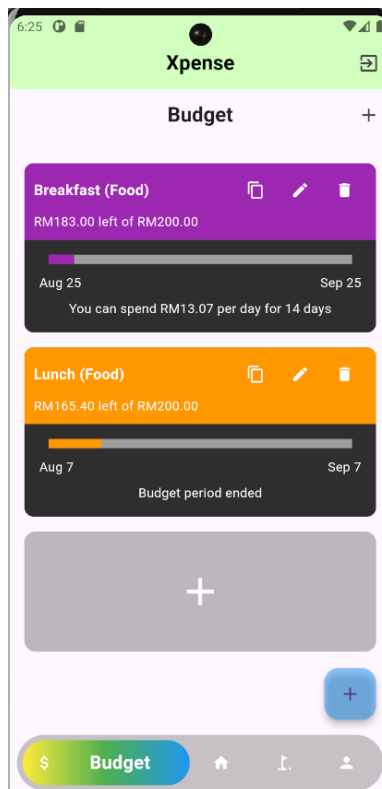 6:25
Xpense
Budget
Breakfast (Food)
RM183.00 left of RM200.00
Aug 25 Sep 25
You can spend RM13.07 per day for 14 days
Lunch (Food)
RM165.40 left of RM200.00
Aug 7 Sep 7
Budget period ended
$ Budget